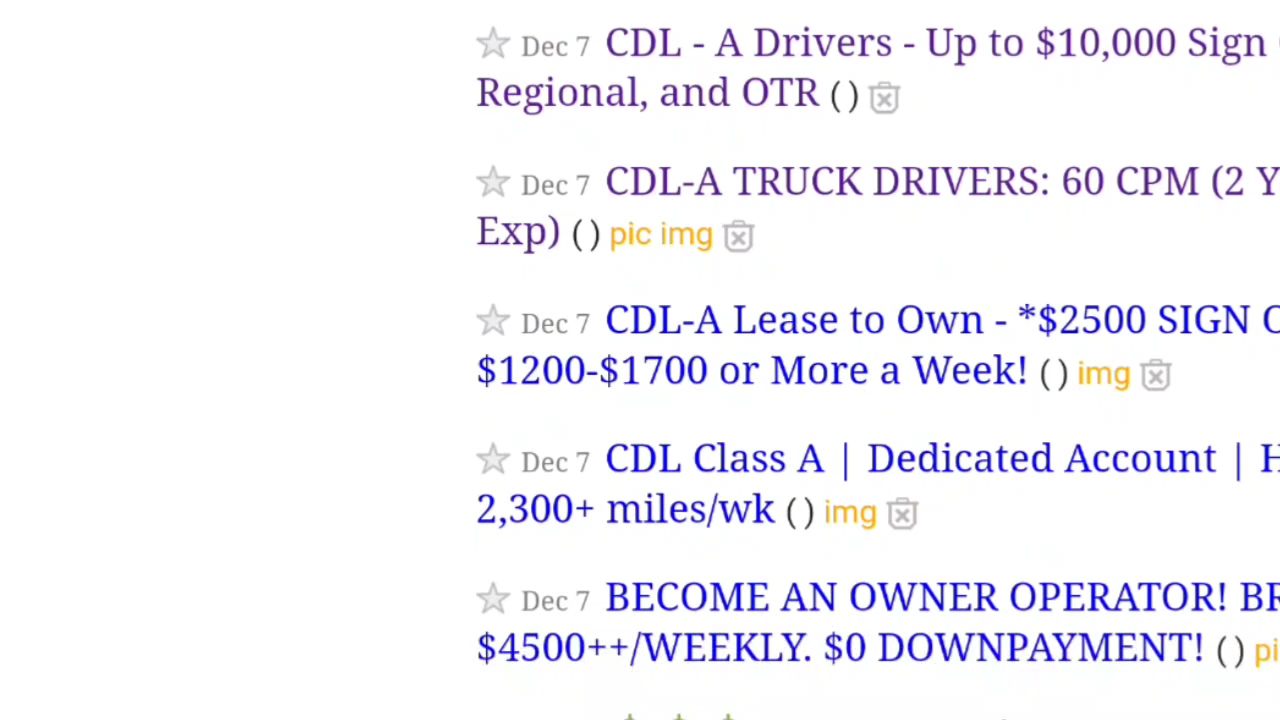 Dec 7 CDL - A Drivers - Up to $10,000 Sign
Regional, and OTR ( )
Dec 7 CDL-A TRUCK DRIVERS: 60 CPM (2 Y
Exp) ( ) pic img
Dec 7 CDL-A Lease to Own - *$2500 SIGN O
$1200-$1700 or More a Week! ( ) img
Dec 7 CDL Class A | Dedicated Account | H
2,300+ miles/wk ( ) img
Dec 7 BECOME AN OWNER OPERATOR! BR
$4500++/WEEKLY. $0 DOWNPAYMENT! ( ) pi